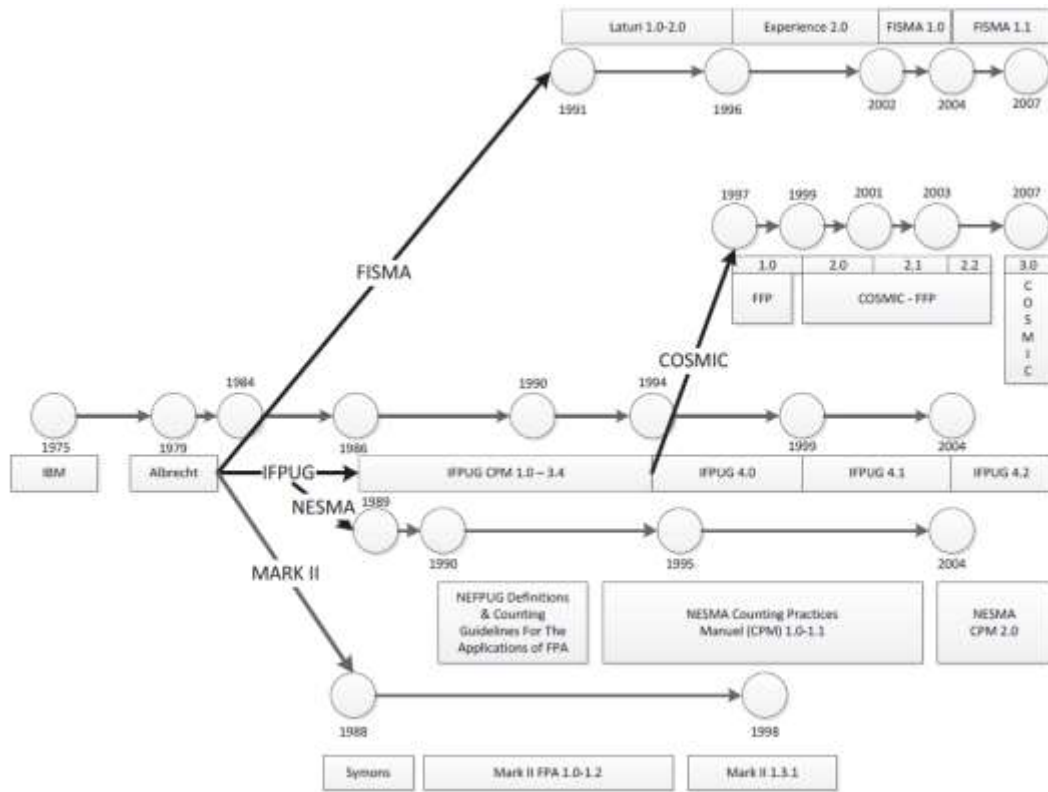 Laturi 1.0-2.0 Experience 2.0 FISMA 1.0 FISMA 1.1
1991 1996 2002 2004 2007
1997 1999 2001 2003 2007
FISMA
1.0 2.0 2.1 2.2 3.0
FFP COSMIC - FFP
C
O
S
M
I
C
COSMIC
1984 1990 1994
1975 1979 1986 1999 2004
IBM Albrecht IFPUG IFPUG CPM 1.0 – 3.4 IFPUG 4.0 IFPUG 4.1 IFPUG 4.2
NESMA 1989
1990 1995 2004
MARK II
NEFPUG Definitions
& Counting
Guidelines For The
Applications of FPA
NESMA Counting Practices
Manuel (CPM) 1.0-1.1
NESMA
CPM 2.0
1988 1998
Symons Mark II FPA 1.0-1.2 Mark II 1.3.1